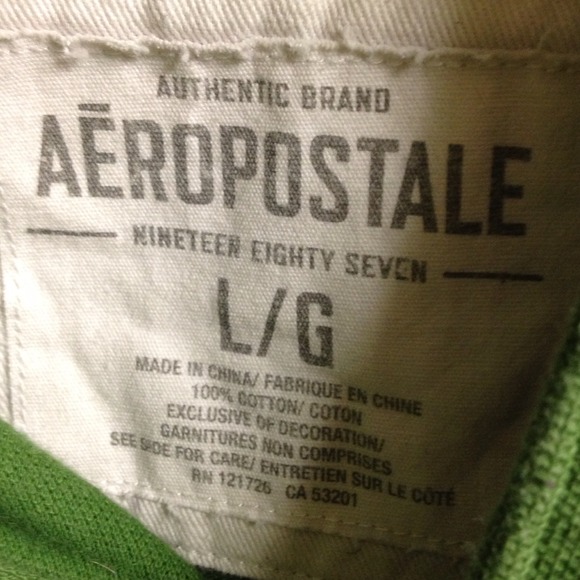 AUTHENTIC BRAND
AĒROPOSTALE
NINETEEN EIGHTY SEVEN
L/G
MADE IN CHINA/ FABRIQUE EN CHINE
100% COTTON/ COTON
EXCLUSIVE OF DECORATION/
GARNITURES NON COMPRISES
SEE SIDE FOR CARE/ ENTRETIEN SUR LE CÔTÉ
RN 121726 CA 53201